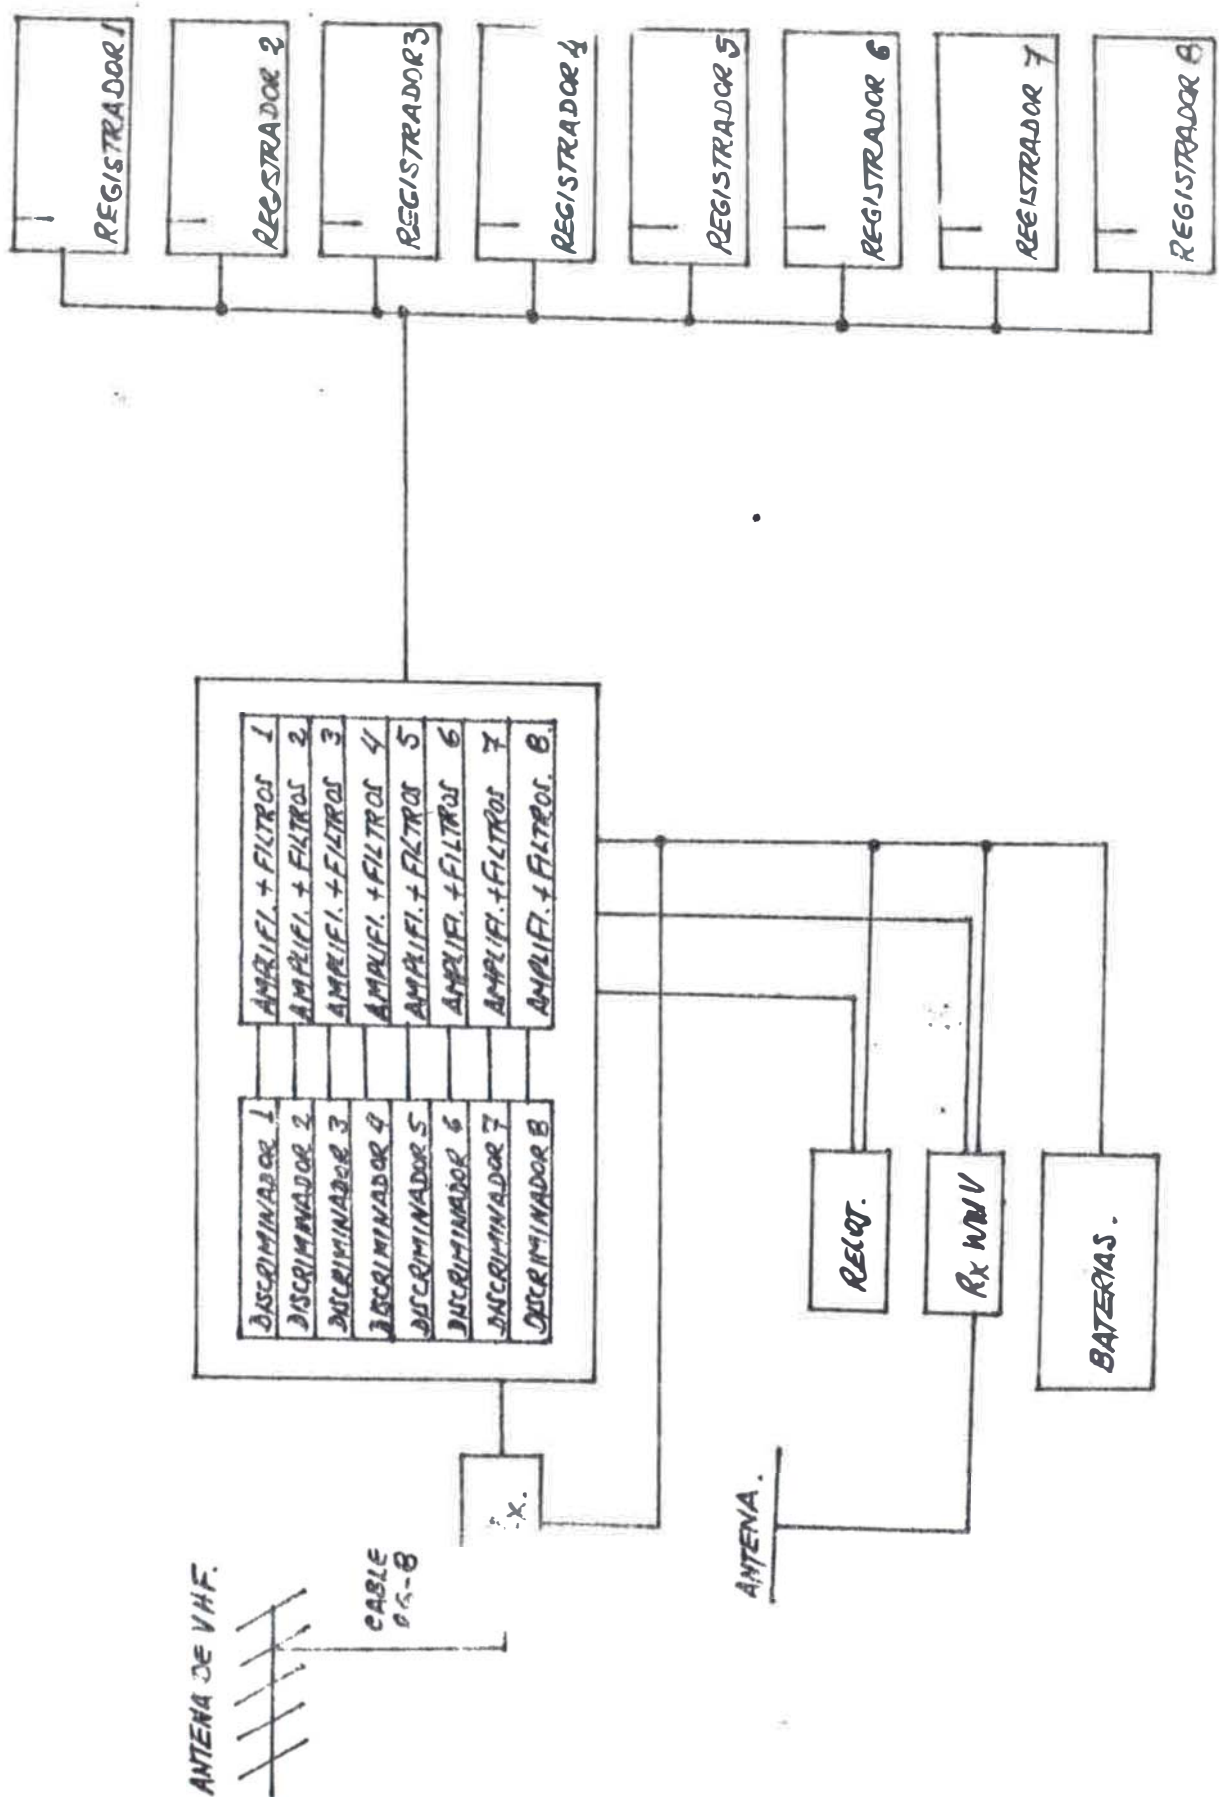 ANTENA DE VHF.
CABLE
DISCRIMINADOR 1
DISCRIMINADOR 2
DISCRIMINADOR 3
DISCRIMINADOR 4
DISCRIMINADOR 5
DISCRIMINADOR 6
DISCRIMINADOR 7
DISCRIMINADOR 8
AMPLIFI. + FILTROS 1
AMPLIFI. + FILTROS 2
AMPLIFI. + FILTROS 3
AMPLIFI. + FILTROS 4
AMPLIFI. + FILTROS 5
AMPLIFI. + FILTROS 6
AMPLIFI. + FILTROS 7
AMPLIFI. + FILTROS. 8.
REGISTRADOR 1
REGISTRADOR 2
REGISTRADOR 3
REGISTRADOR 4
REGISTRADOR 5
REGISTRADOR 6
REGISTRADOR 7
REGISTRADOR 8
ANTENA.
RELOJ.
Rx WWV
BATERIAS.